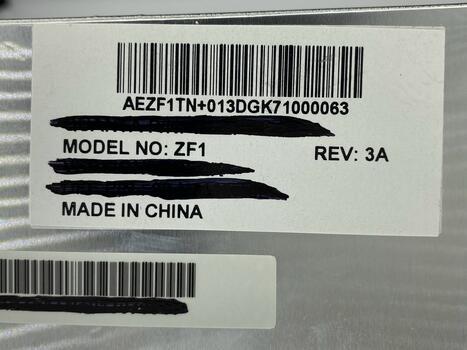 AEZF1TN+013DGK71000063
MODEL NO: ZF1 REV: 3A
MADE IN CHINA